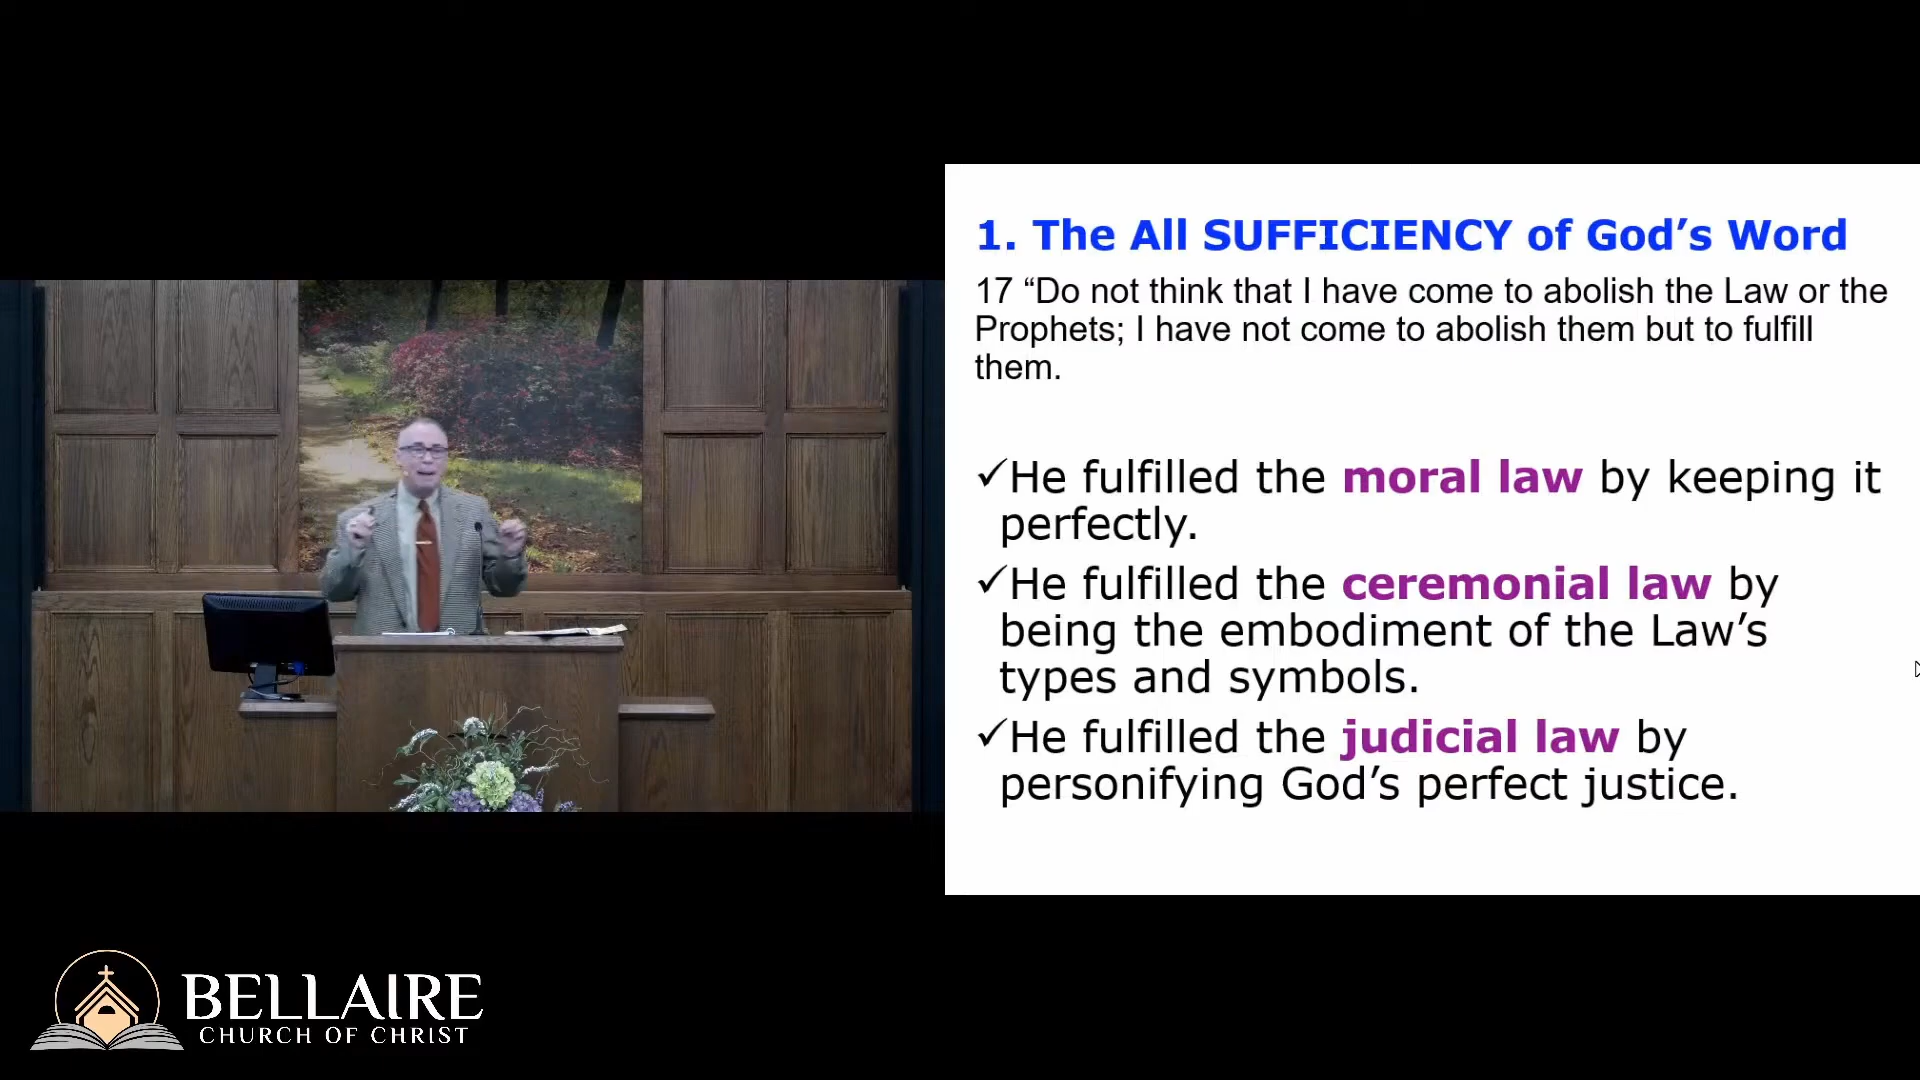 1. The All SUFFICIENCY of God’s Word
17 “Do not think that I have come to abolish the Law or the
Prophets; I have not come to abolish them but to fulfill
them.
✓He fulfilled the moral law by keeping it
perfectly.
✓He fulfilled the ceremonial law by
being the embodiment of the Law’s
types and symbols.
✓He fulfilled the judicial law by
personifying God’s perfect justice.
BELLAIRE
CHURCH OF CHRIST